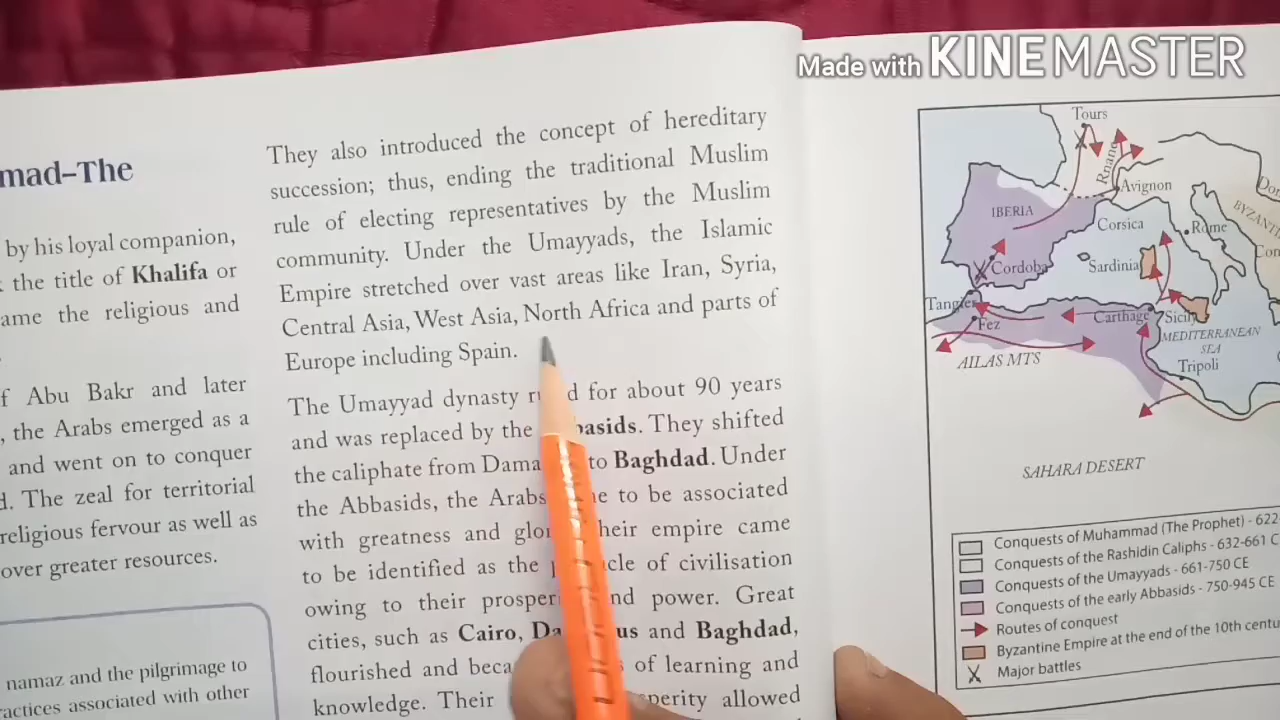 Made with KINEMASTER
mad–The
by his loyal companion,
the title of Khalifa or
ame the religious and
f Abu Bakr and later
, the Arabs emerged as a
and went on to conquer
d. The zeal for territorial
religious fervour as well as
over greater resources.
namaz and the pilgrimage to
actices associated with other
They also introduced the concept of hereditary
succession; thus, ending the traditional Muslim
rule of electing representatives by the Muslim
community. Under the Umayyads, the Islamic
Empire stretched over vast areas like Iran, Syria,
Central Asia, West Asia, North Africa and parts of
Europe including Spain.
The Umayyad dynasty for about 90 years
and was replaced by the basids. They shifted
the caliphate from Dama to Baghdad. Under
the Abbasids, the Arabs to be associated
with greatness and glo heir empire came
to be identified as the cle of civilisation
owing to their prosper nd power. Great
cities, such as Cairo, Da us and Baghdad,
flourished and beca of learning and
knowledge. Their sperity allowed
Tours
Rhane
Avignon
IBERIA
Corsica
Rome
BYZANTI
Con
Cordoba
Sardinia
Tangier
Fez
Carthage
Sicily
MEDITERRANEAN
SEA
AILAS MTS
Tripoli
SAHARA DESERT
Conquests of Muhammad (The Prophet) - 622
Conquests of the Rashidin Caliphs - 632-661 C
Conquests of the Umayyads - 661-750 CE
Conquests of the early Abbasids - 750-945 CE
Routes of conquest
Byzantine Empire at the end of the 10th centu
Major battles